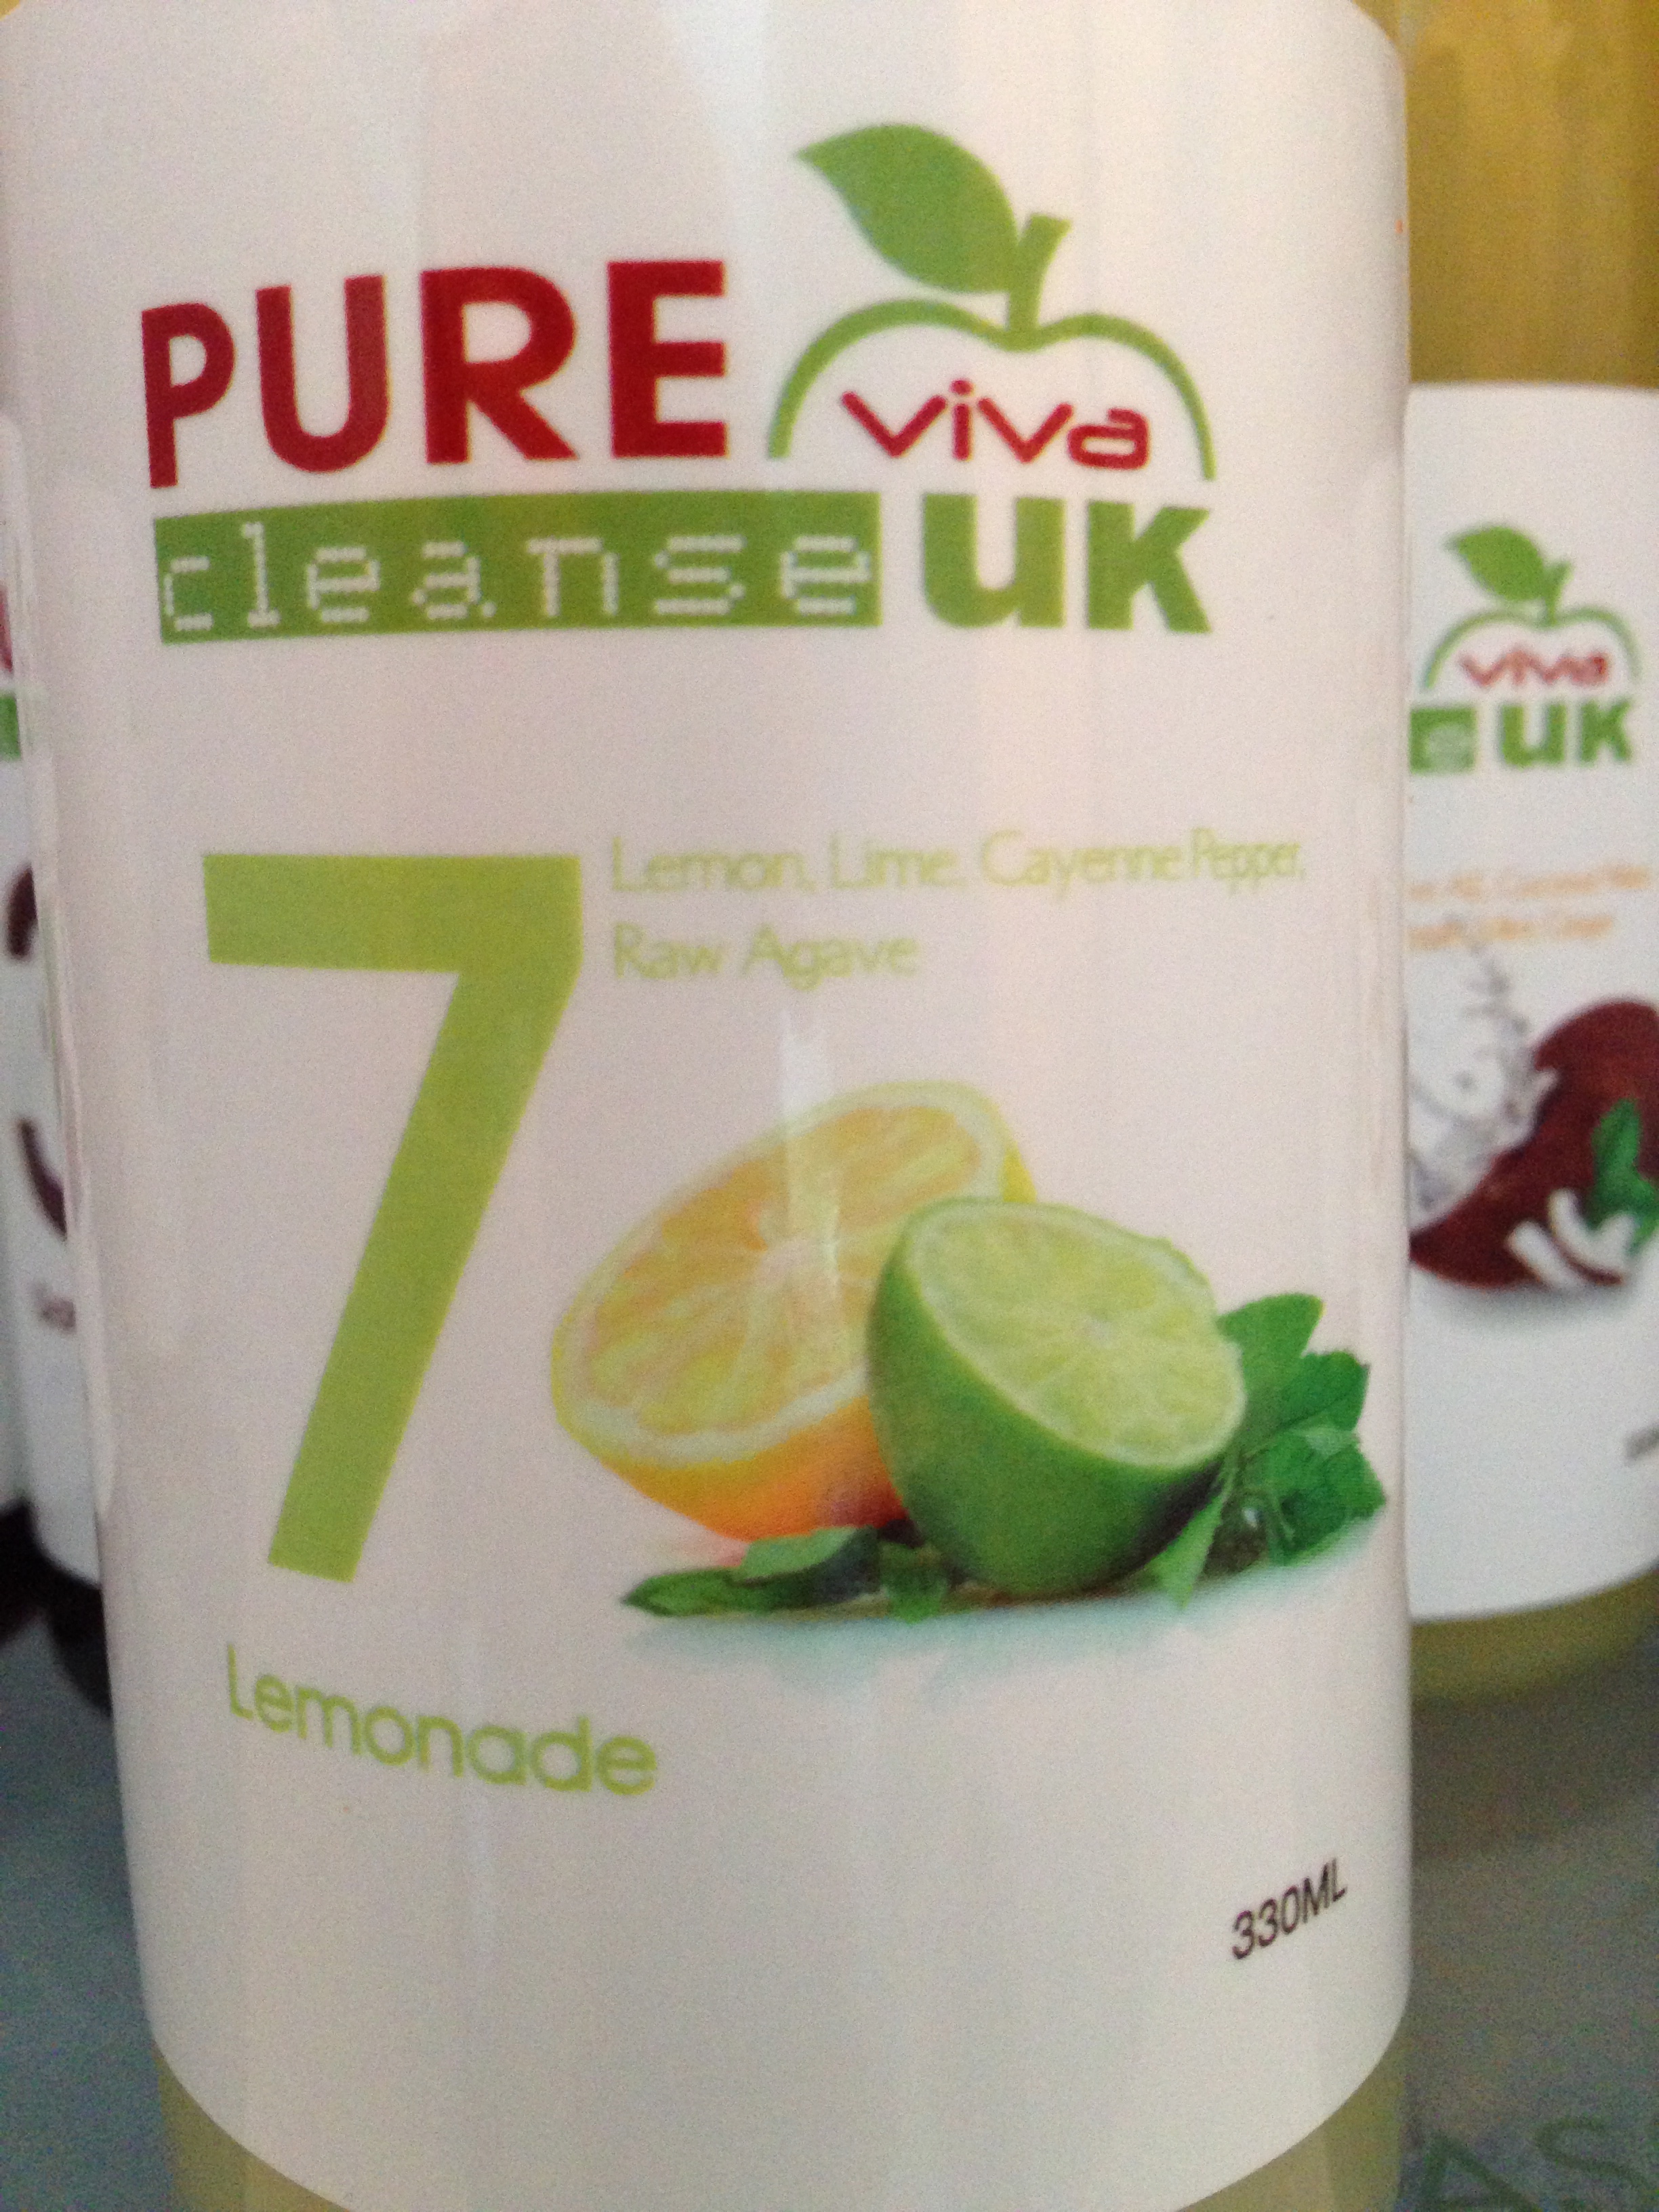 PURE viva
cleanse UK
7
Lemon, Lime, Cayenne Pepper,
Raw Agave
Lemonade
330ML
viva
UK